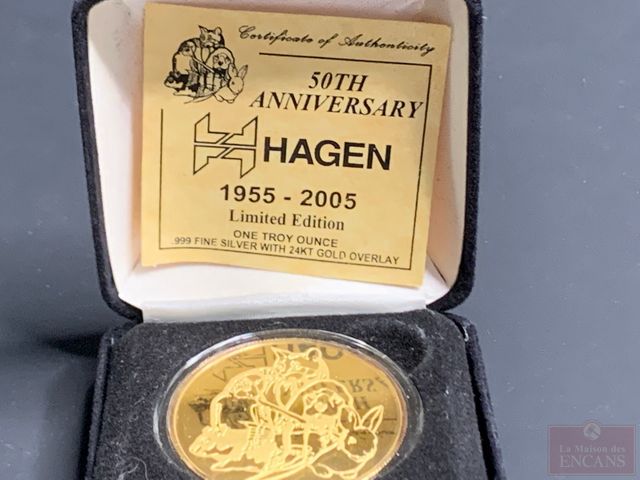 Certificate of Authenticity
50TH
ANNIVERSARY
HAGEN
1955 - 2005
Limited Edition
ONE TROY OUNCE
.999 FINE SILVER WITH 24KT GOLD OVERLAY
La Maison des
ENCANS